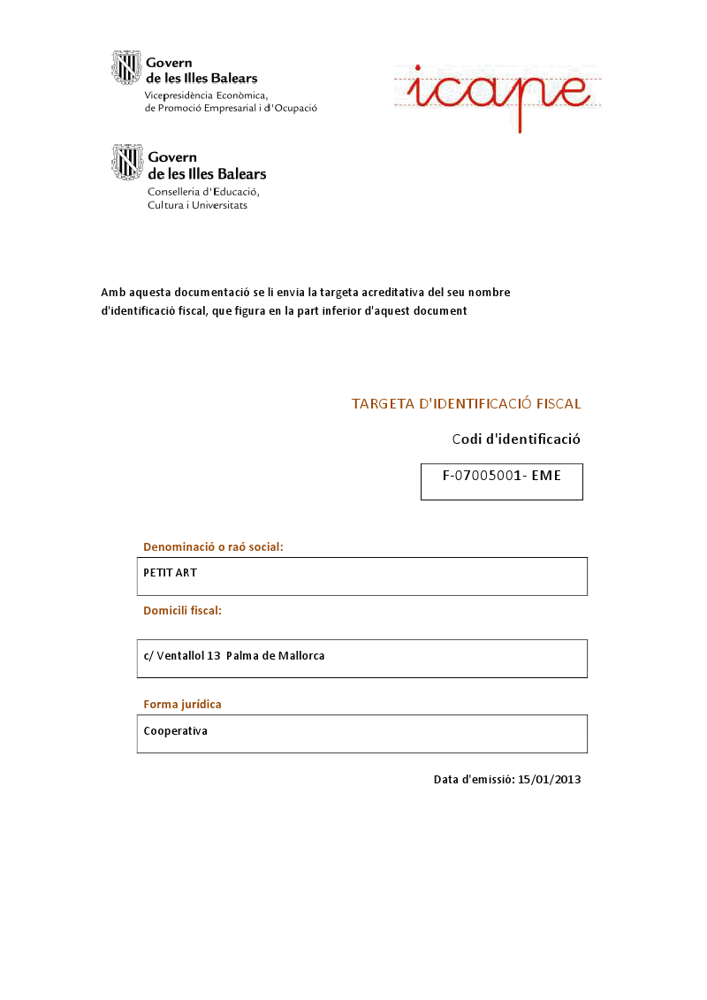 Govern
de les Illes Balears
Vicepresidència Econòmica,
de Promoció Empresarial i d'Ocupació
icape
Govern
de les Illes Balears
Conselleria d'Educació,
Cultura i Universitats
Amb aquesta documentació se li envia la targeta acreditativa del seu nombre
d'identificació fiscal, que figura en la part inferior d'aquest document
TARGETA D'IDENTIFICACIÓ FISCAL
Codi d'identificació
F-07005001- EME
Denominació o raó social:
PETIT ART
Domicili fiscal:
c/ Ventallol 13  Palma de Mallorca
Forma jurídica
Cooperativa
Data d'emissió: 15/01/2013